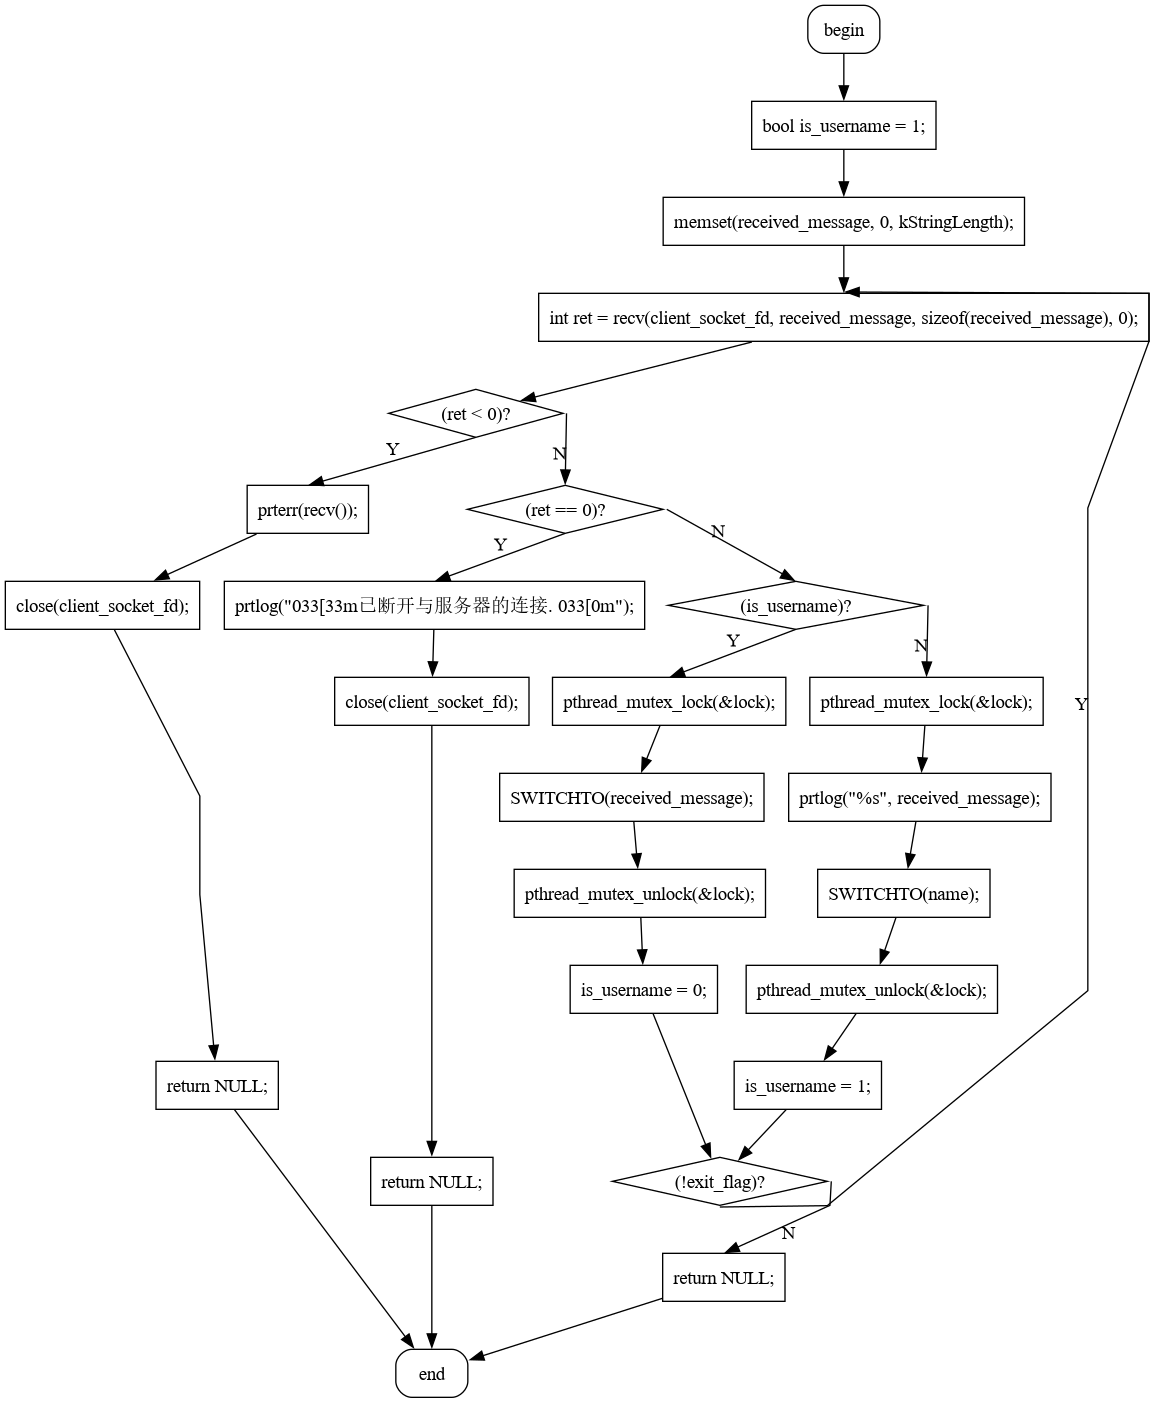 begin
bool is_username = 1;
memset(received_message, 0, kStringLength);
int ret = recv(client_socket_fd, received_message, sizeof(received_message), 0);
(ret < 0)?
Y
N
prterr(recv());
(ret == 0)?
Y
N
close(client_socket_fd);
prtlog("033[33m已断开与服务器的连接. 033[0m");
(is_username)?
Y
N
close(client_socket_fd);
pthread_mutex_lock(&lock);
pthread_mutex_lock(&lock);
Y
SWITCHTO(received_message);
prtlog("%s", received_message);
pthread_mutex_unlock(&lock);
SWITCHTO(name);
is_username = 0;
pthread_mutex_unlock(&lock);
return NULL;
is_username = 1;
return NULL;
(!exit_flag)?
N
return NULL;
end